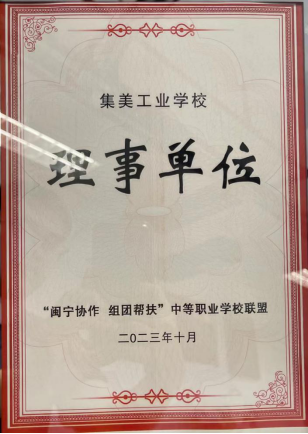 集美工业学校
理事单位
“闽宁协作 组团帮扶”中等职业学校联盟
二〇二三年十月